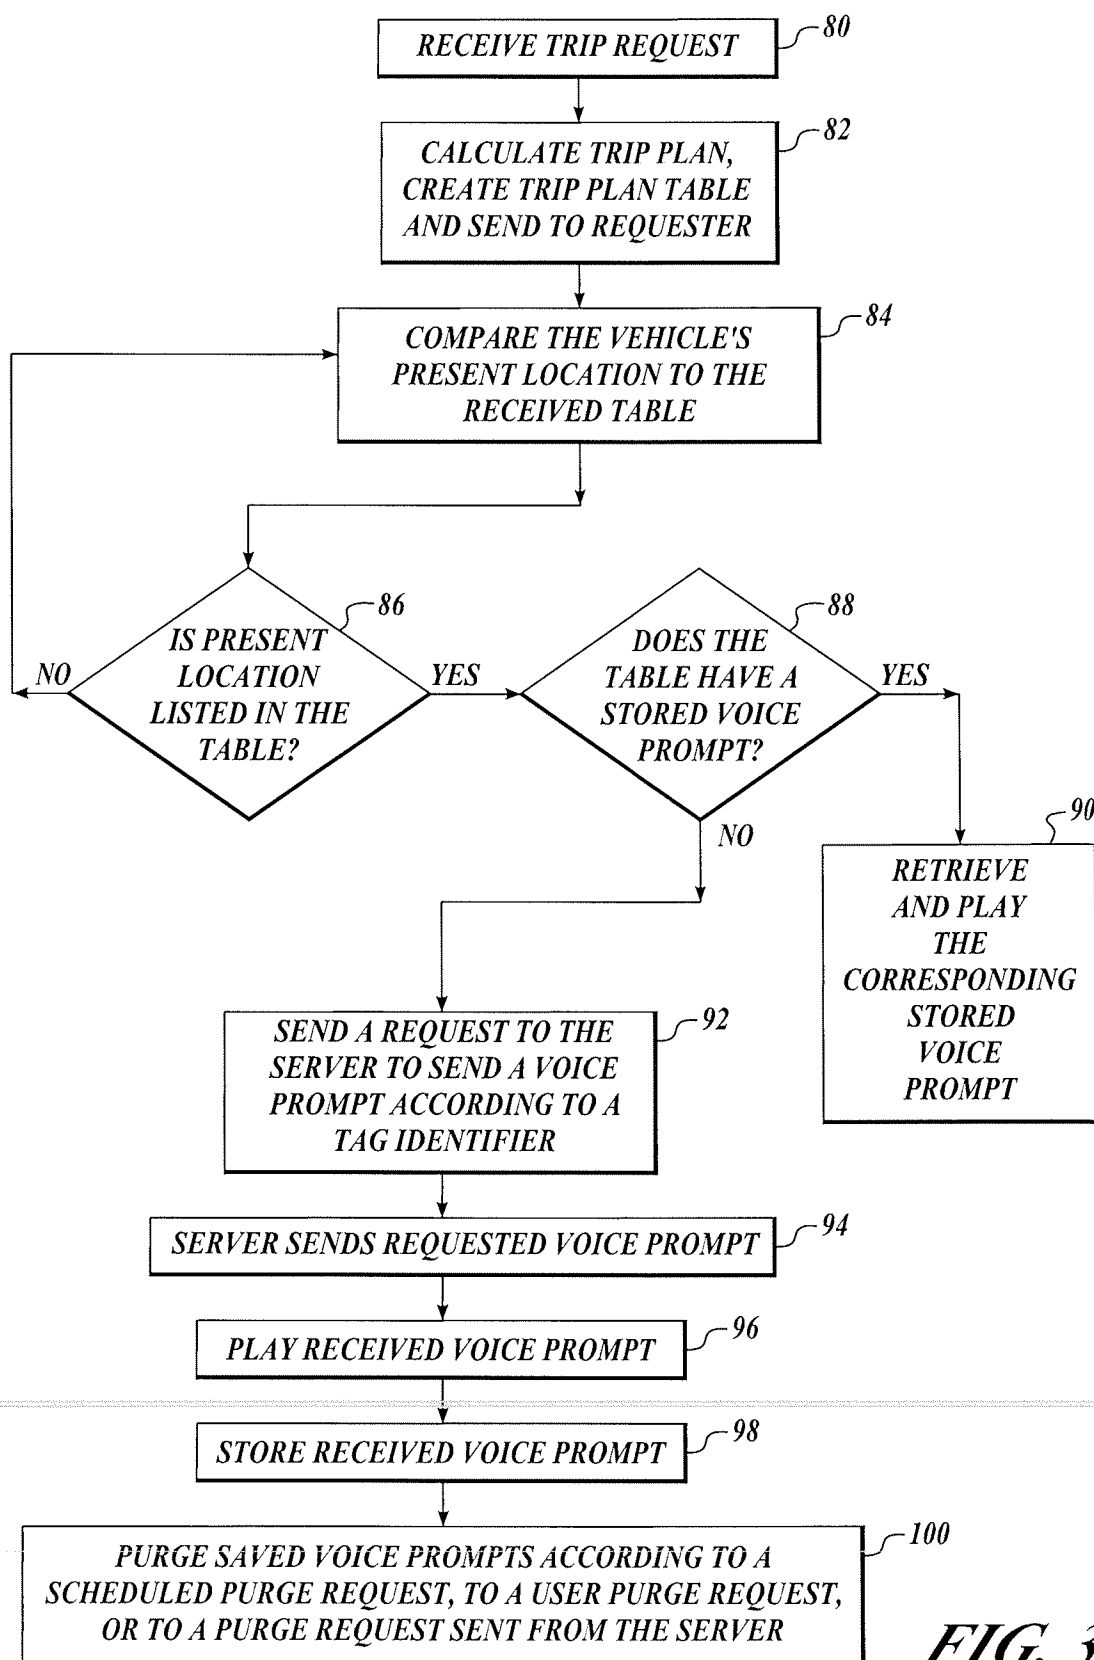 RECEIVE TRIP REQUEST
80
CALCULATE TRIP PLAN,
CREATE TRIP PLAN TABLE
AND SEND TO REQUESTER
82
COMPARE THE VEHICLE'S
PRESENT LOCATION TO THE
RECEIVED TABLE
84
IS PRESENT
LOCATION
LISTED IN THE
TABLE?
86
NO
YES
DOES THE
TABLE HAVE A
STORED VOICE
PROMPT?
88
YES
NO
RETRIEVE
AND PLAY
THE
CORRESPONDING
STORED
VOICE
PROMPT
90
SEND A REQUEST TO THE
SERVER TO SEND A VOICE
PROMPT ACCORDING TO A
TAG IDENTIFIER
92
SERVER SENDS REQUESTED VOICE PROMPT
94
PLAY RECEIVED VOICE PROMPT
96
STORE RECEIVED VOICE PROMPT
98
PURGE SAVED VOICE PROMPTS ACCORDING TO A
SCHEDULED PURGE REQUEST, TO A USER PURGE REQUEST,
OR TO A PURGE REQUEST SENT FROM THE SERVER
100
FIG. 3